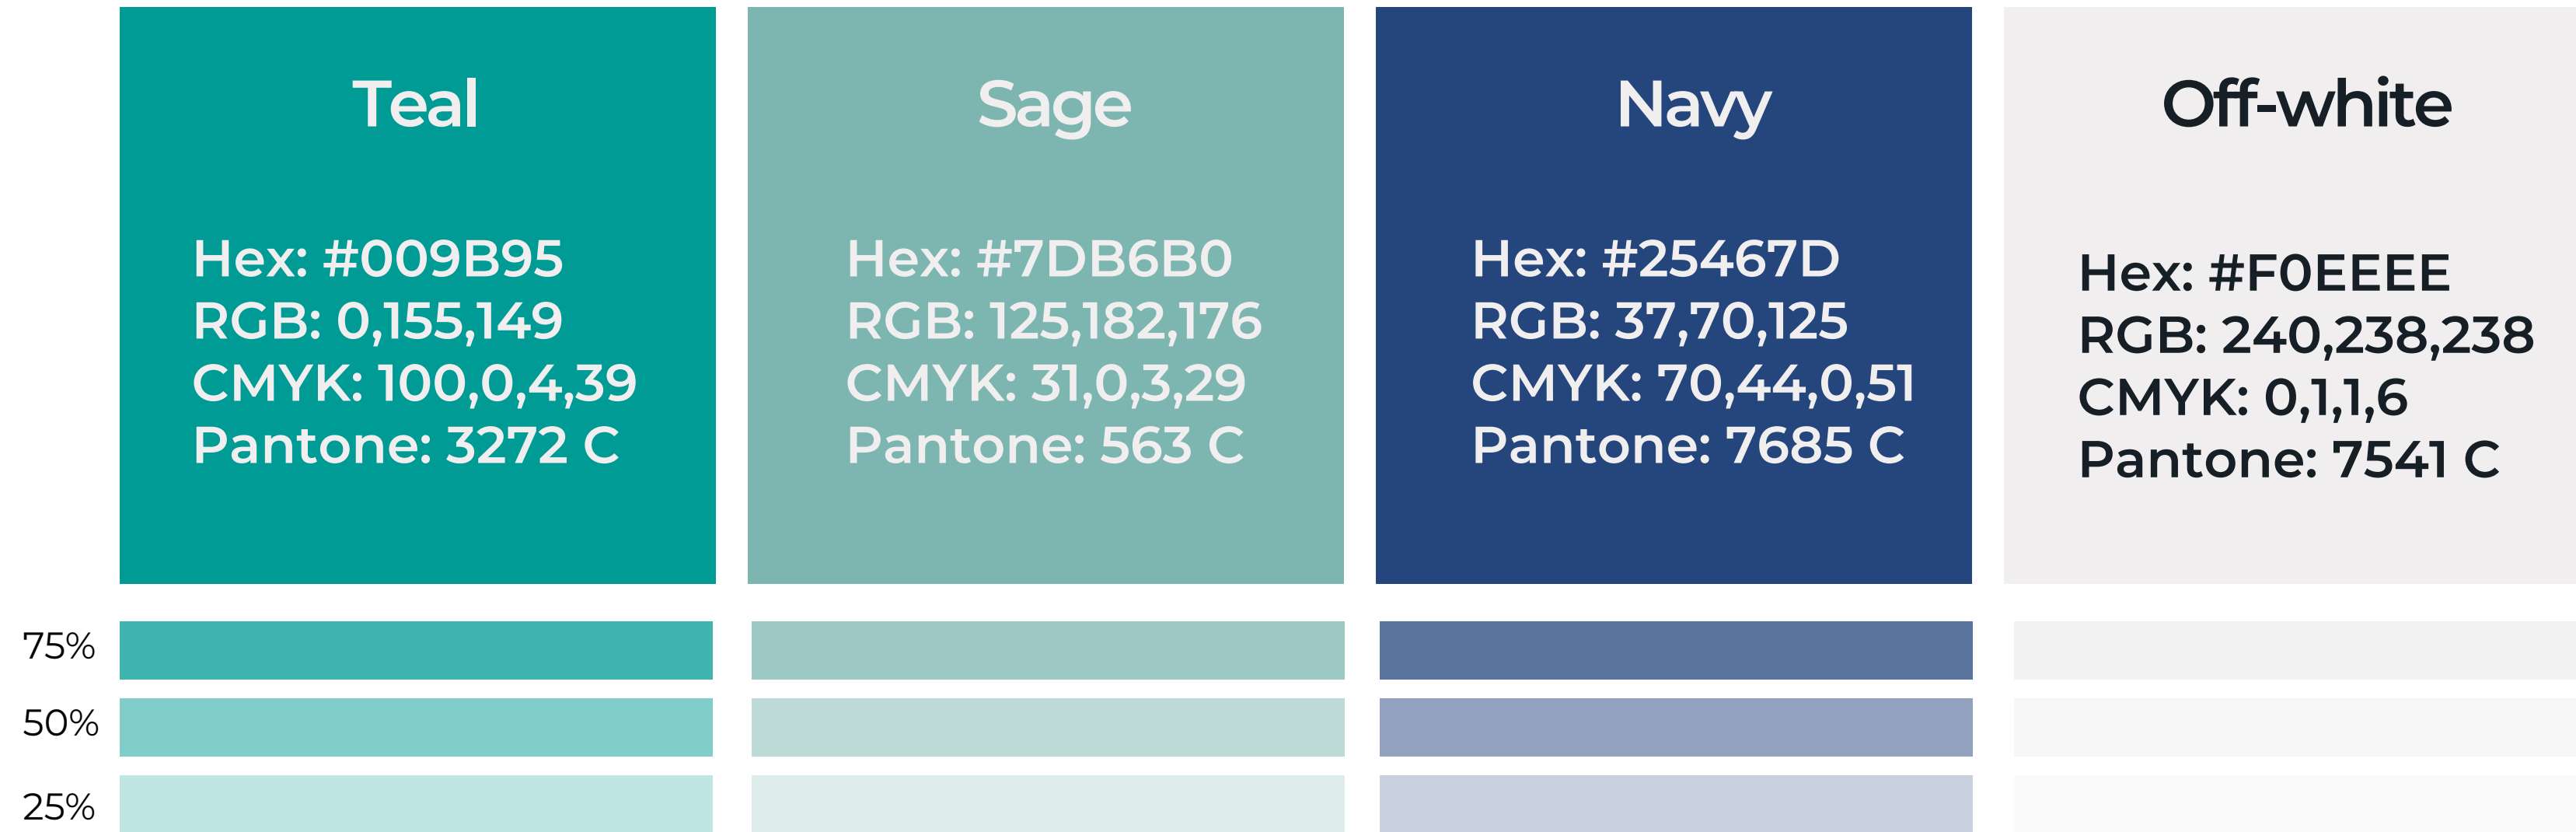 Teal
Hex: #009B95
RGB: 0,155,149
CMYK: 100,0,4,39
Pantone: 3272 C
Sage
Hex: #7DB6B0
RGB: 125,182,176
CMYK: 31,0,3,29
Pantone: 563 C
Navy
Hex: #25467D
RGB: 37,70,125
CMYK: 70,44,0,51
Pantone: 7685 C
Off-white
Hex: #F0EEEE
RGB: 240,238,238
CMYK: 0,1,1,6
Pantone: 7541 C
75%
50%
25%